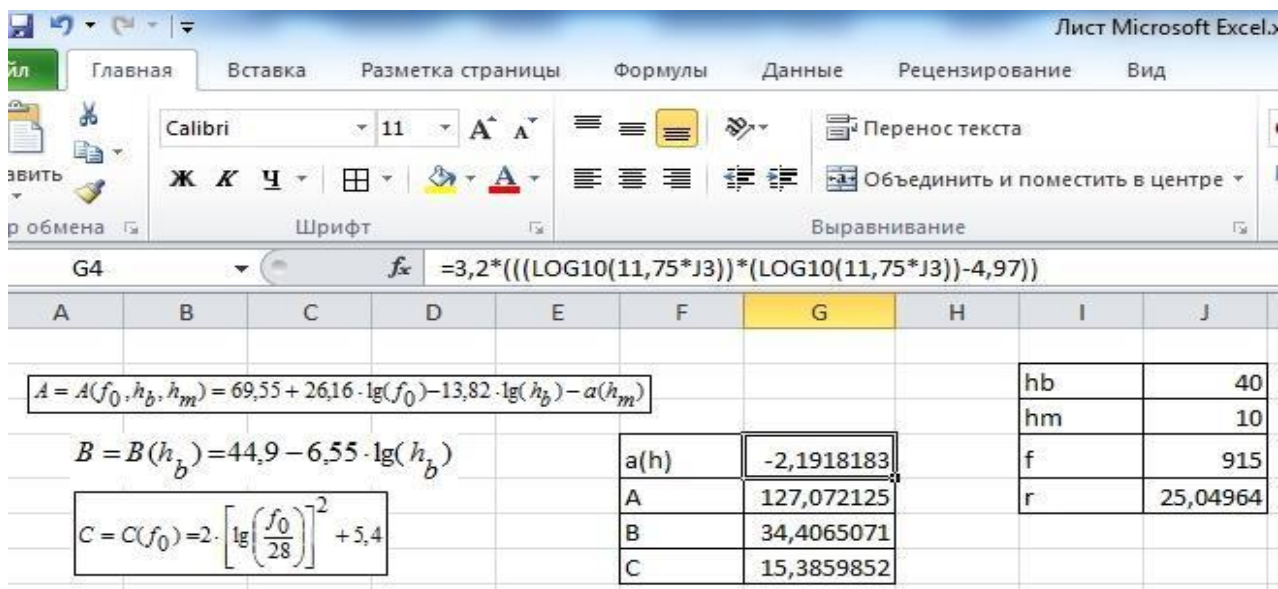 Лист Microsoft Excel.x
йл Главная Вставка Разметка страницы Формулы Данные Рецензирование Вид
Calibri 11 A A Перенос текста
авить Ж К Ч Объединить и поместить в центре
р обмена Шрифт Выравнивание
G4 fx =3,2*(((LOG10(11,75*J3))*(LOG10(11,75*J3))-4,97))
A B C D E F G H I J
A = A(f0, hb, hm) = 69,55 + 26,16 · lg(f0) – 13,82 · lg(hb) – a(hm)
hb 40
hm 10
B = B(hb) = 44,9 – 6,55 · lg(hb)
a(h) -2,1918183 f 915
A 127,072125 r 25,04964
C = C(f0) = 2 · [lg(f0/28)]² + 5,4
B 34,4065071
C 15,3859852